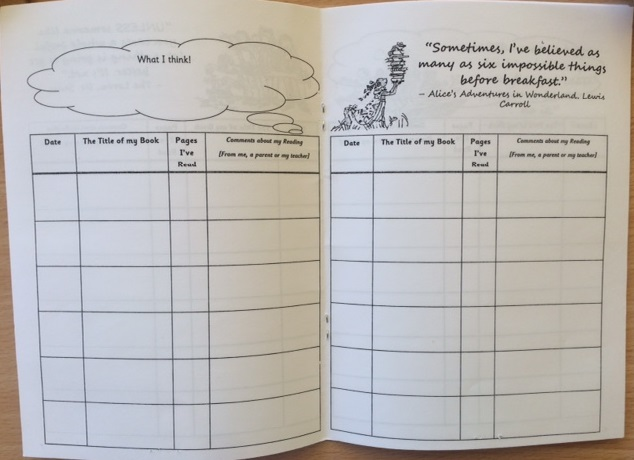 What I think!
Date The Title of my Book Pages Comments about my Reading
I've [From me, a parent or my teacher]
Read
"Sometimes, I've believed as
many as six impossible things
before breakfast."
– Alice's Adventures in Wonderland, Lewis
Carroll
Date The Title of my Book Pages Comments about my Reading
I've [From me, a parent or my teacher]
Read